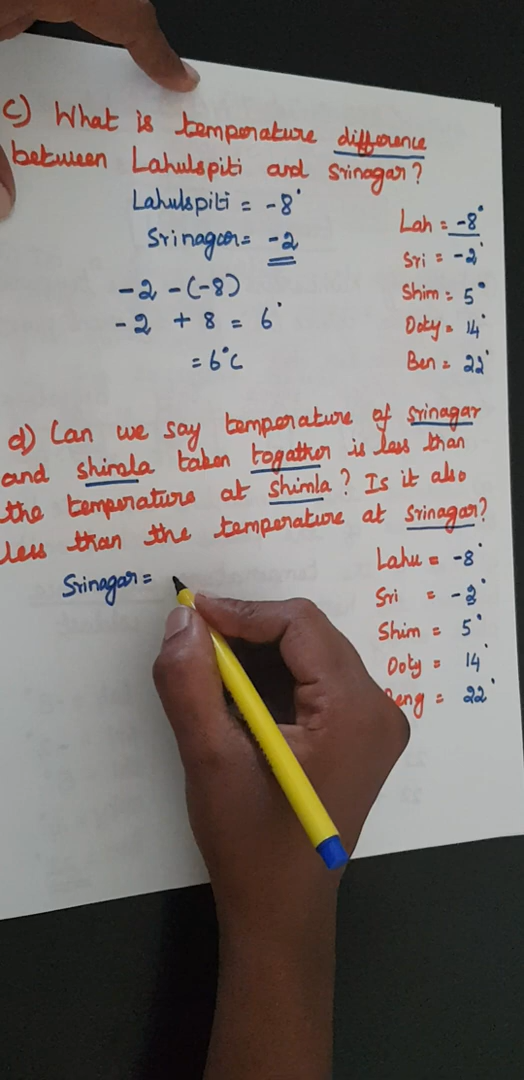 c) What is temperature difference
between Lahulspiti and Srinagar?
Lahulspiti = -8°
Srinagar = -2
-2 -(-8)
-2 + 8 = 6°
= 6°C
Lah = -8°
Sri = -2°
Shim = 5°
Ooty = 14°
Ben = 22°
d) Can we say temperature of Srinagar
and shimla taken togather is less than
the temperature at Shimla? Is it also
less than the temperature at Srinagar?
Srinagar =
Lahu = -8°
Sri = -2°
Shim = 5°
Ooty = 14°
Beng = 22°